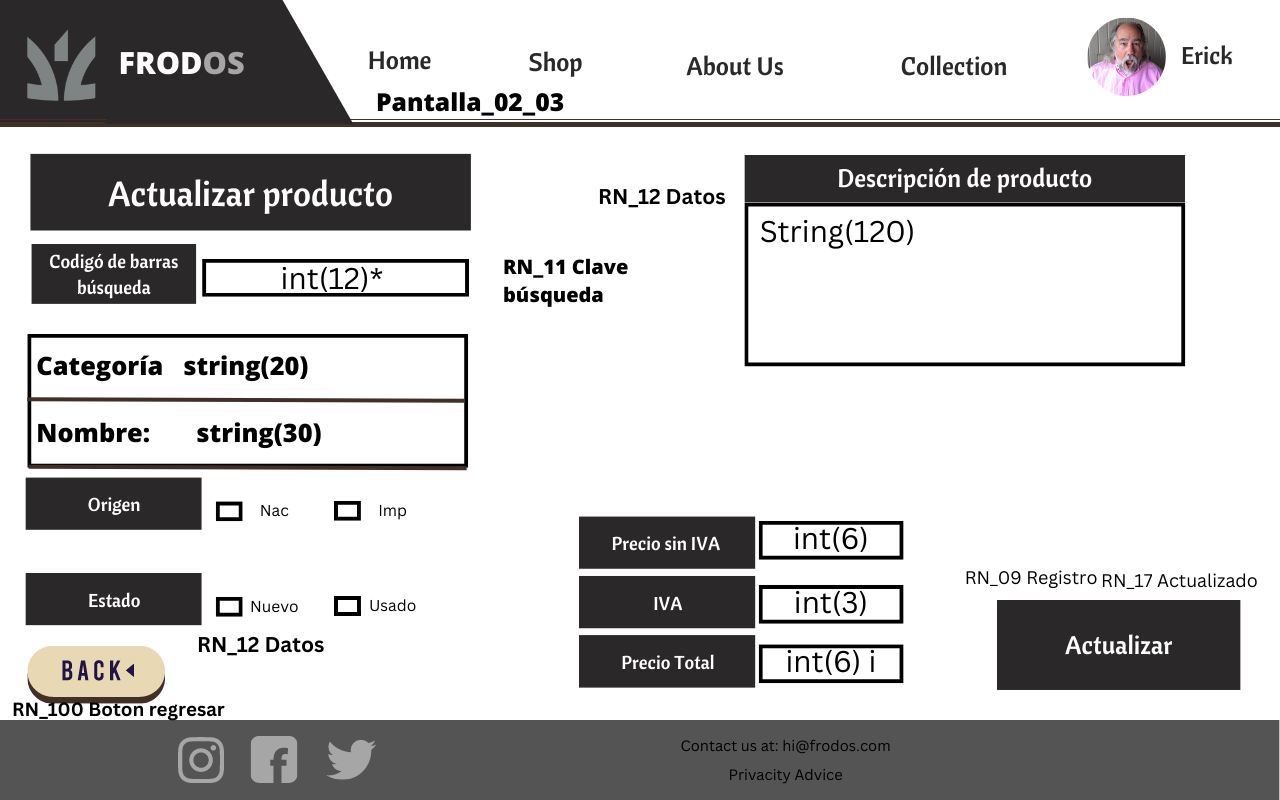 FRODOS
Home
Shop
About Us
Collection
Erick
Pantalla_02_03
Actualizar producto
RN_12 Datos
Descripción de producto
String(120)
Codigó de barras
búsqueda
int(12)*
RN_11 Clave
búsqueda
Categoría string(20)
Nombre: string(30)
Origen
Nac
Imp
Estado
Nuevo
Usado
RN_12 Datos
Precio sin IVA
int(6)
IVA
int(3)
Precio Total
int(6) i
RN_09 Registro
RN_17 Actualizado
Actualizar
BACK
RN_100 Boton regresar
Contact us at: hi@frodos.com
Privacity Advice